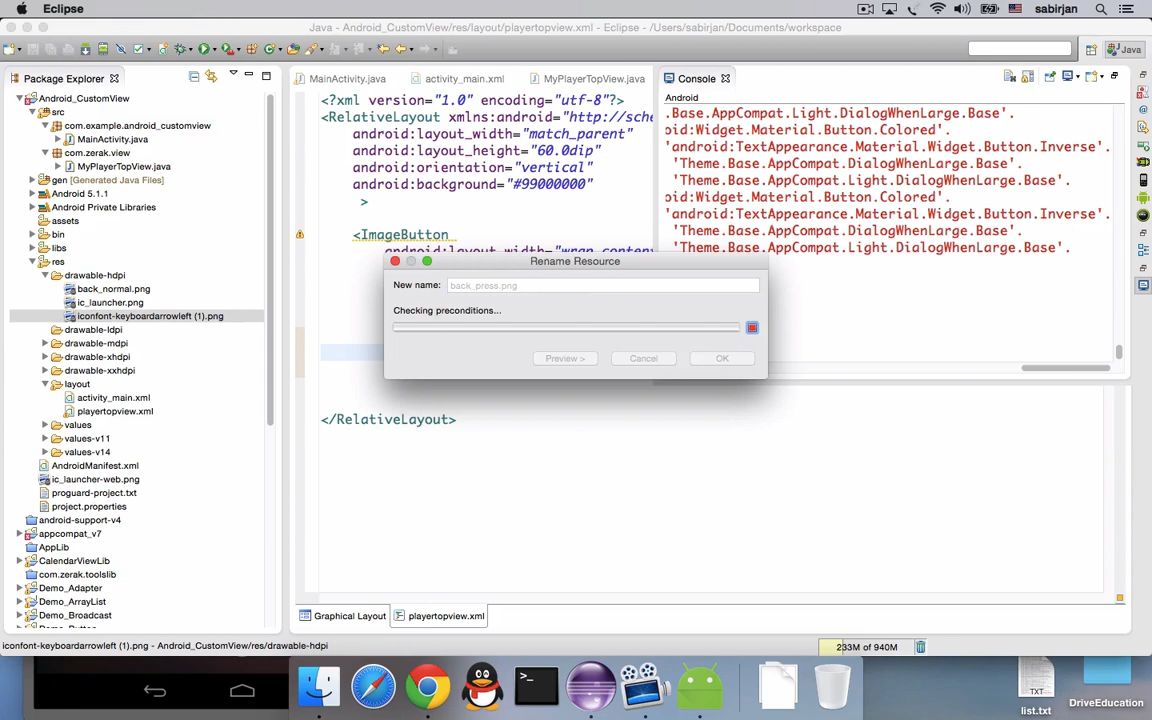 Eclipse
sabirjan
Java - Android_CustomView/res/layout/playertopview.xml - Eclipse - /Users/sabirjan/Documents/workspace
Java
Package Explorer
Android_CustomView
src
com.example.android_customview
MainActivity.java
com.zerak.view
MyPlayerTopView.java
gen [Generated Java Files]
Android 5.1.1
Android Private Libraries
assets
bin
libs
res
drawable-hdpi
back_normal.png
ic_launcher.png
iconfont-keyboardarrowleft (1).png
drawable-ldpi
drawable-mdpi
drawable-xhdpi
drawable-xxhdpi
layout
activity_main.xml
playertopview.xml
values
values-v11
values-v14
AndroidManifest.xml
ic_launcher-web.png
proguard-project.txt
project.properties
android-support-v4
appcompat_v7
AppLib
CalendarViewLib
com.zerak.toolslib
Demo_Adapter
Demo_ArrayList
Demo_Broadcast
MainActivity.java
activity_main.xml
MyPlayerTopView.java
<?xml version="1.0" encoding="utf-8"?>
<RelativeLayout xmlns:android="http://sche
android:layout_width="match_parent"
android:layout_height="60.0dip"
android:orientation="vertical"
android:background="#99000000"
>
<ImageButton
</RelativeLayout>
Graphical Layout
playertopview.xml
Console
Android
.Base.AppCompat.Light.DialogWhenLarge.Base'.
oid:Widget.Material.Button.Colored'.
'android:TextAppearance.Material.Widget.Button.Inverse'.
'Theme.Base.AppCompat.DialogWhenLarge.Base'.
'Theme.Base.AppCompat.Light.DialogWhenLarge.Base'.
oid:Widget.Material.Button.Colored'.
'android:TextAppearance.Material.Widget.Button.Inverse'.
'Theme.Base.AppCompat.DialogWhenLarge.Base'.
'Theme.Base.AppCompat.Light.DialogWhenLarge.Base'.
Rename Resource
New name:
back_press.png
Checking preconditions...
Preview >
Cancel
OK
iconfont-keyboardarrowleft (1).png - Android_CustomView/res/drawable-hdpi
233M of 940M
TXT
list.txt
DriveEducation